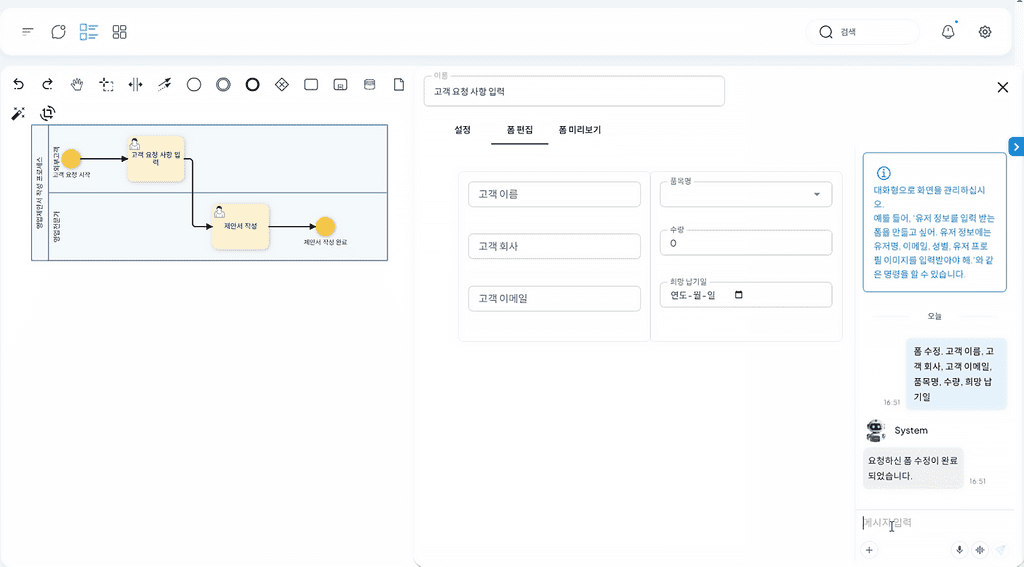 검색
이름
고객 요청 사항 입력
설정
폼 편집
폼 미리보기
영업제안서 작성 프로세스
외부고객
고객 요청 시작
고객 요청 사항 입
력
영업전문가
제안서 작성
제안서 작성 완료
고객 이름
고객 회사
고객 이메일
품목명
수량
0
희망 납기일
연도-월-일
대화형으로 화면을 관리하십시
오.
예를 들어, '유저 정보를 입력 받는
폼을 만들고 싶어. 유저 정보에는
유저명, 이메일, 성별, 유저 프로
필 이미지를 입력받아야 해.'와 같
은 명령을 할 수 있습니다.
오늘
폼 수정. 고객 이름, 고
객 회사, 고객 이메일,
품목명, 수량, 희망 납
기일
16:51
System
요청하신 폼 수정이 완료
되었습니다.
16:51
메시지 입력